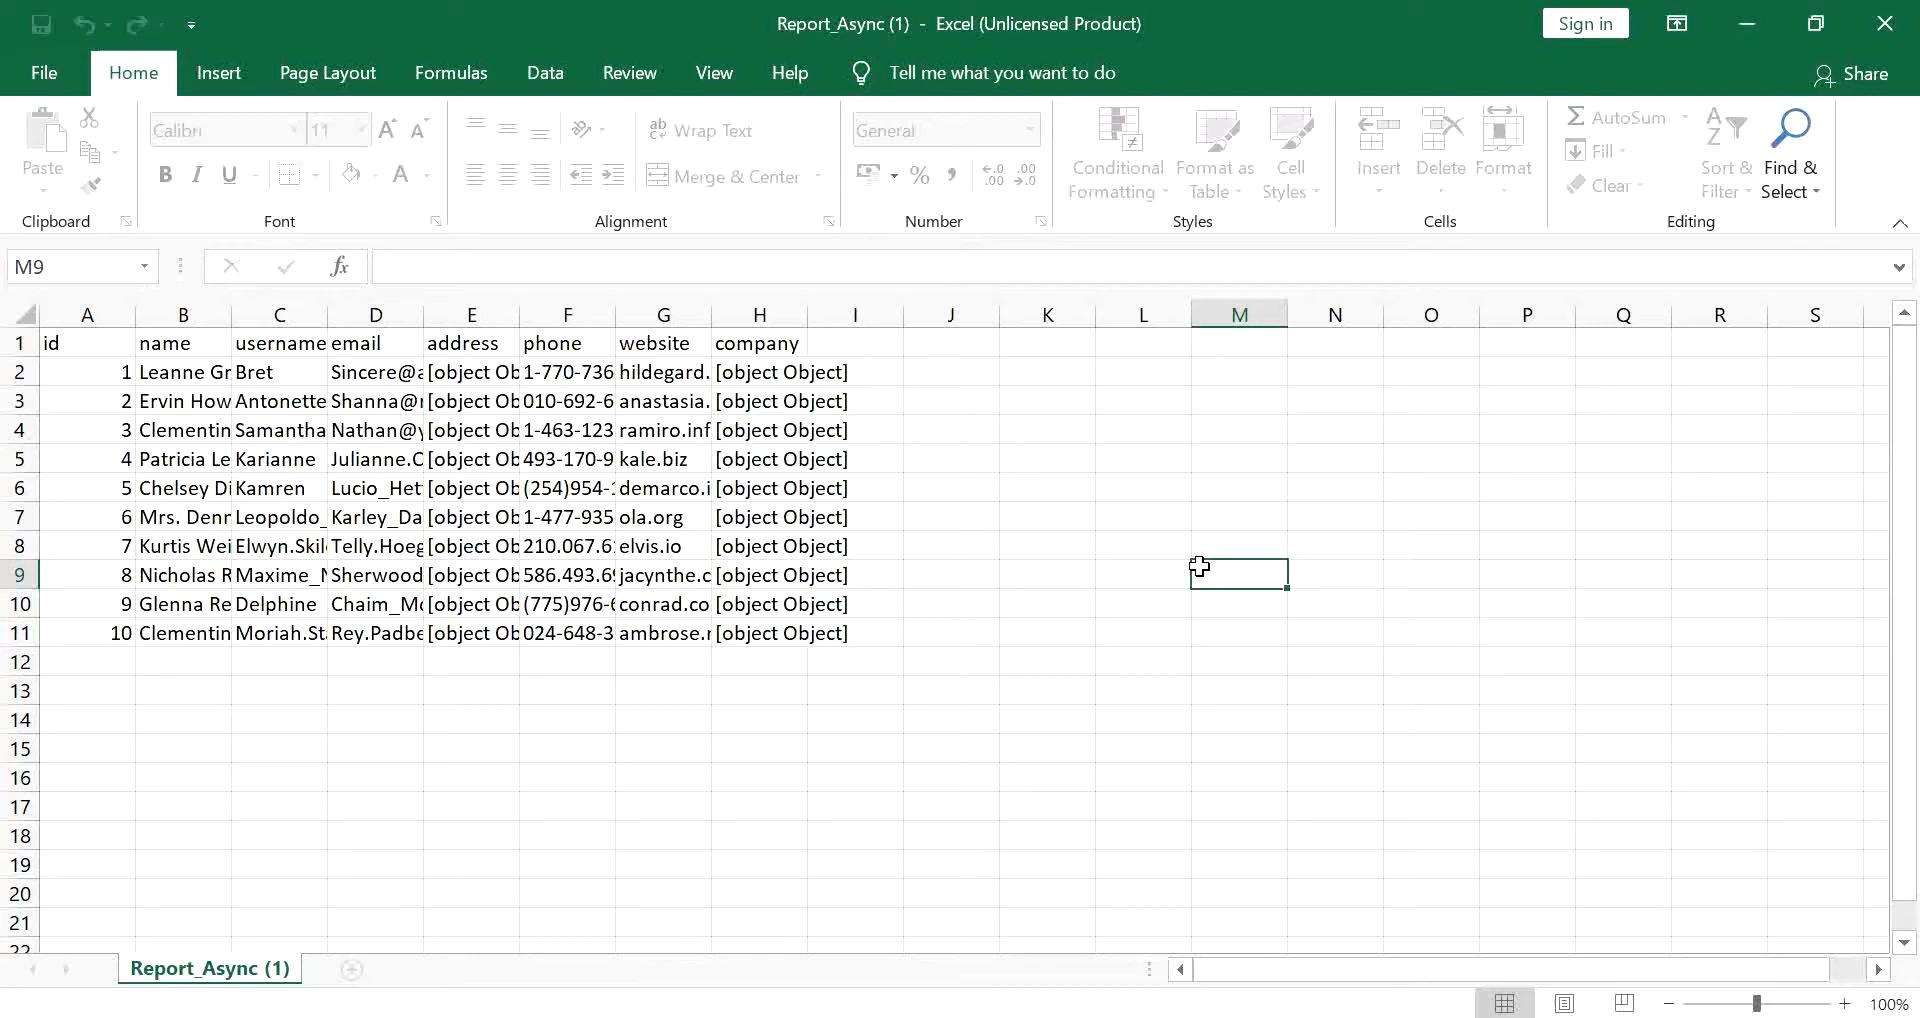 Report_Async (1) - Excel (Unlicensed Product)
Sign in
File Home Insert Page Layout Formulas Data Review View Help Tell me what you want to do Share
Paste
Clipboard
Calibri 11
B I U A
Font
ab Wrap Text
Merge & Center
Alignment
General
% ,
Number
Conditional Formatting
Format as Table
Cell Styles
Styles
Insert Delete Format
Cells
AutoSum
Fill
Clear
Sort & Filter
Find & Select
Editing
M9 fx
A B C D E F G H I J K L M N O P Q R S
1 id name username email address phone website company
2 1 Leanne Gr Bret Sincere@a [object Ob 1-770-736 hildegard. [object Object]
3 2 Ervin How Antonette Shanna@r [object Ob 010-692-6 anastasia. [object Object]
4 3 Clementin Samantha Nathan@y [object Ob 1-463-123 ramiro.inf [object Object]
5 4 Patricia Le Karianne Julianne.O [object Ob 493-170-9 kale.biz [object Object]
6 5 Chelsey Di Kamren Lucio_Hett [object Ob (254)954-1 demarco.i [object Object]
7 6 Mrs. Denn Leopoldo_ Karley_Da [object Ob 1-477-935 ola.org [object Object]
8 7 Kurtis Wei Elwyn.Skil Telly.Hoeg [object Ob 210.067.61 elvis.io [object Object]
9 8 Nicholas R Maxime_N Sherwood [object Ob 586.493.69 jacynthe.c [object Object]
10 9 Glenna Re Delphine Chaim_Mc [object Ob (775)976-6 conrad.co [object Object]
11 10 Clementin Moriah.Sta Rey.Padbe [object Ob 024-648-3 ambrose.r [object Object]
12
13
14
15
16
17
18
19
20
21
22
Report_Async (1)
100%